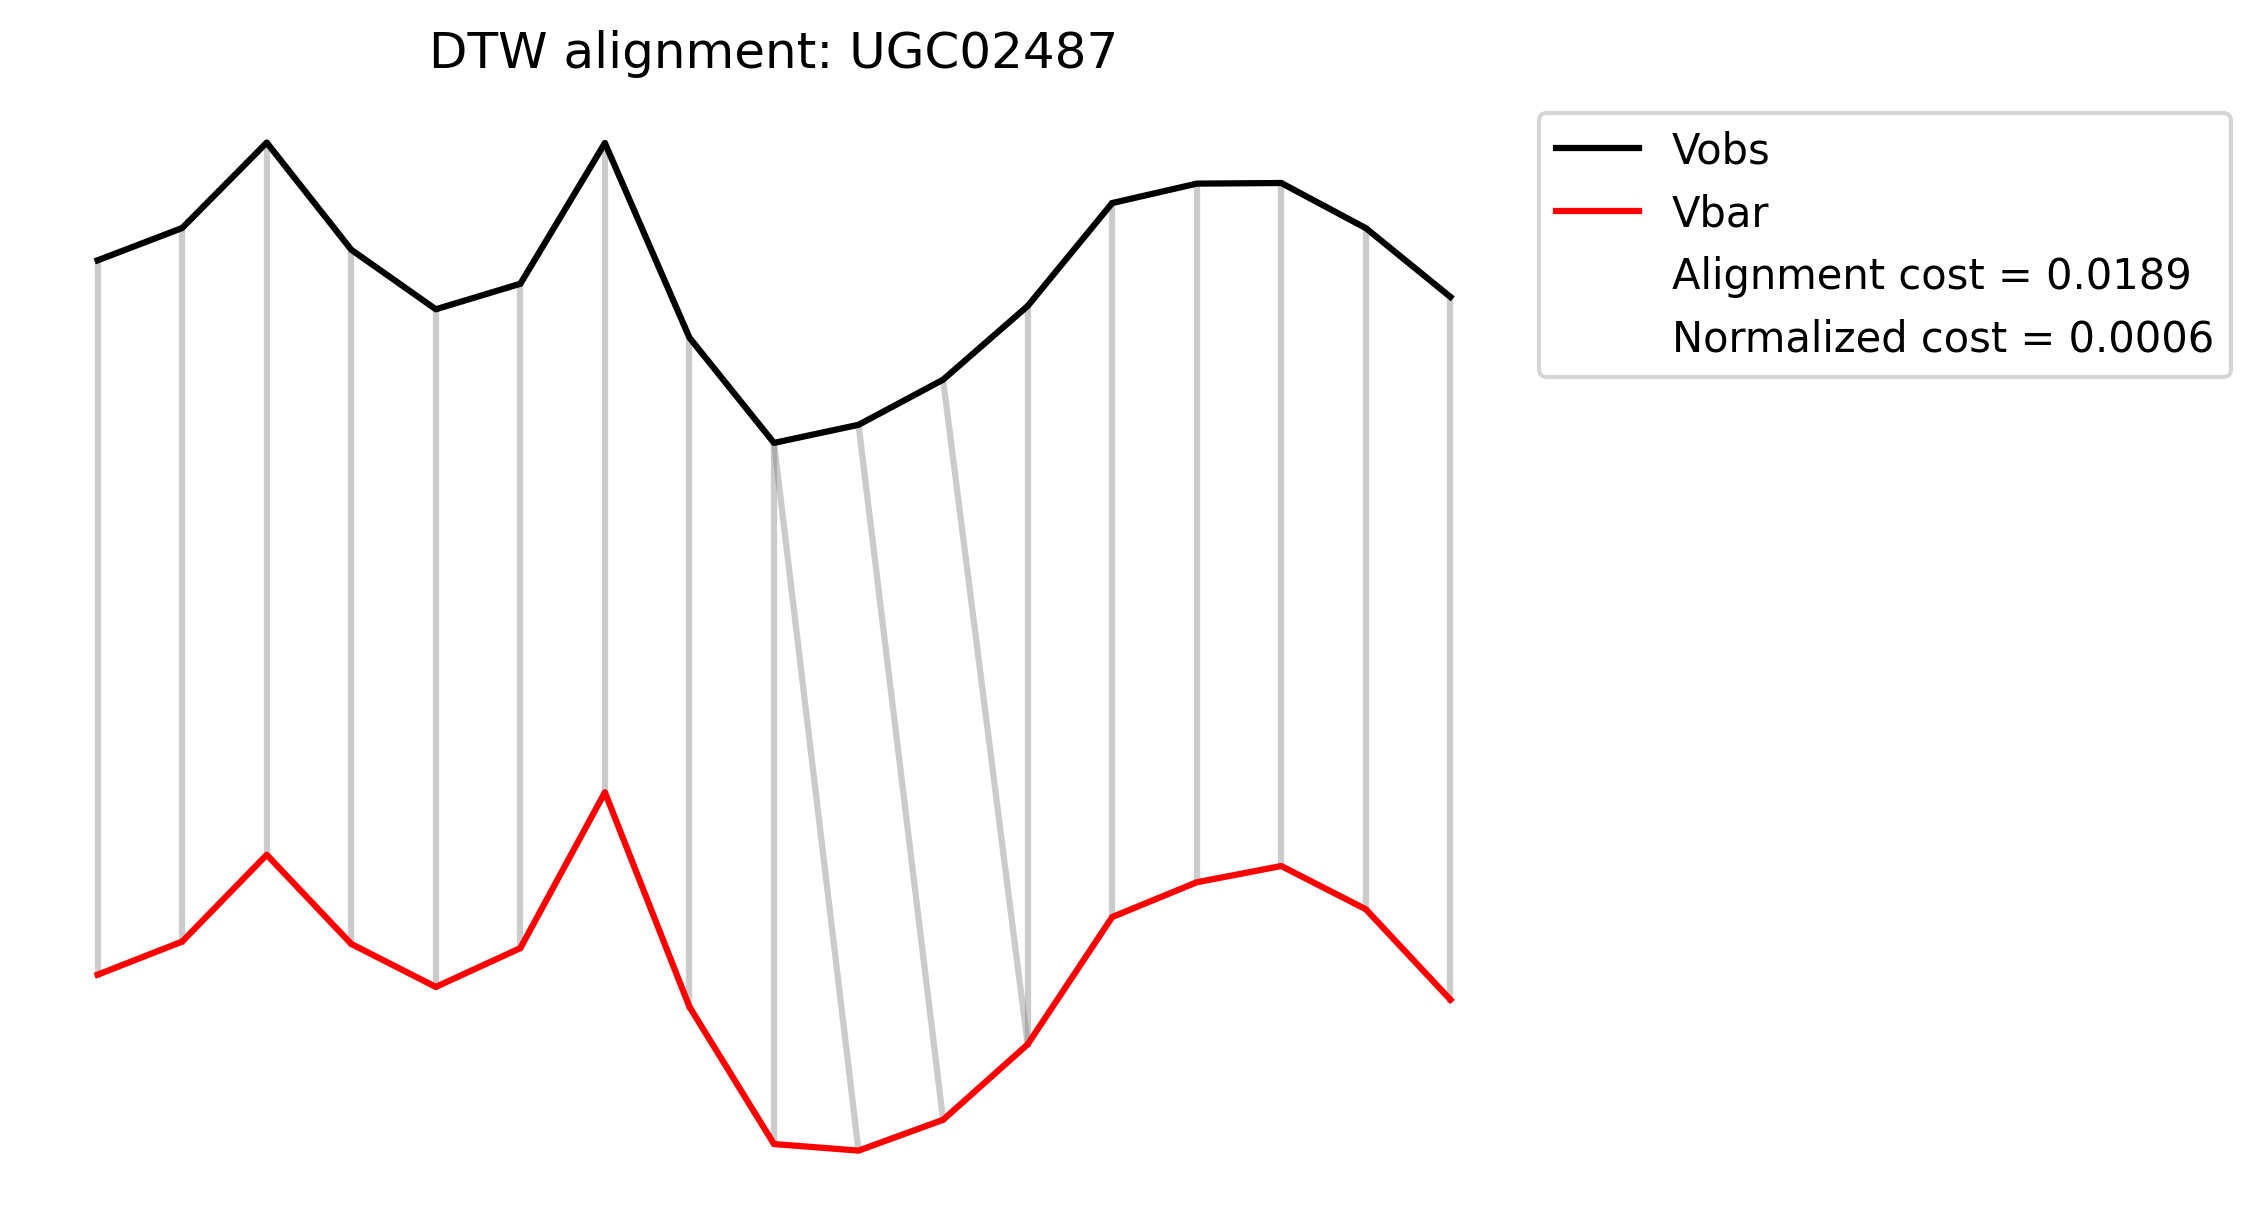 DTW alignment: UGC02487
Vobs
Vbar
Alignment cost = 0.0189
Normalized cost = 0.0006